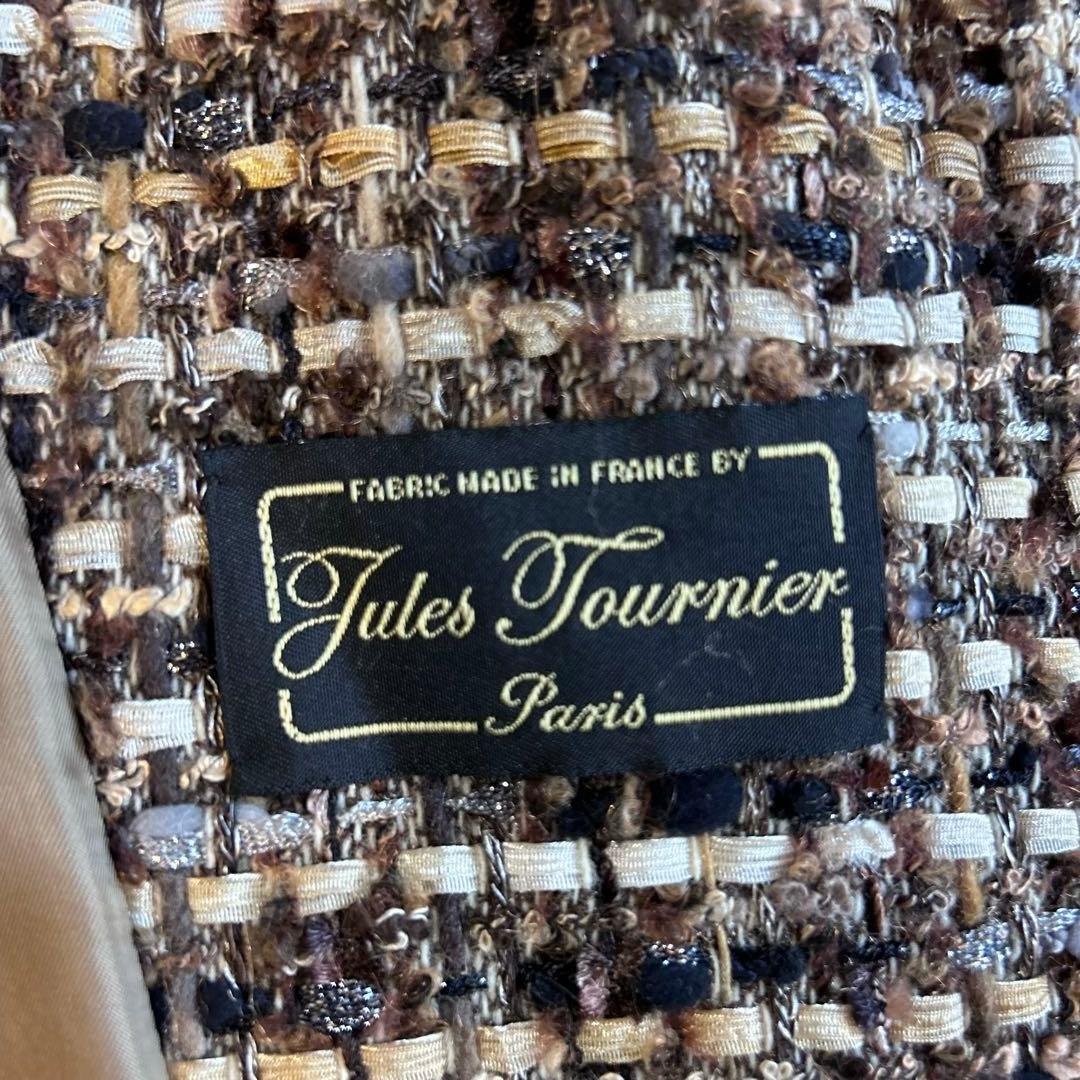 FABRIC MADE IN FRANCE BY
Jules Tournier
Paris